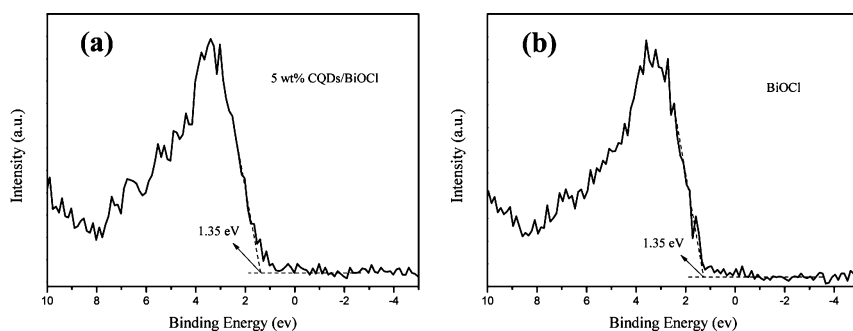 (a)
5 wt% CQDs/BiOCl
Intensity (a.u.)
1.35 eV
10 8 6 4 2 0 -2 -4
Binding Energy (ev)
(b)
BiOCl
Intensity (a.u.)
1.35 eV
10 8 6 4 2 0 -2 -4
Binding Energy (ev)